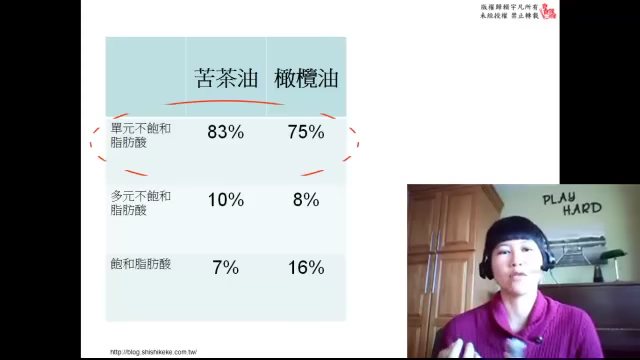 版權歸賴宇凡所有
未經授權 禁止轉載
苦茶油 橄欖油
單元不飽和
脂肪酸 83% 75%
多元不飽和
脂肪酸 10% 8%
飽和脂肪酸 7% 16%
PLAY
HARD
http://blog.shishikeke.com.tw/